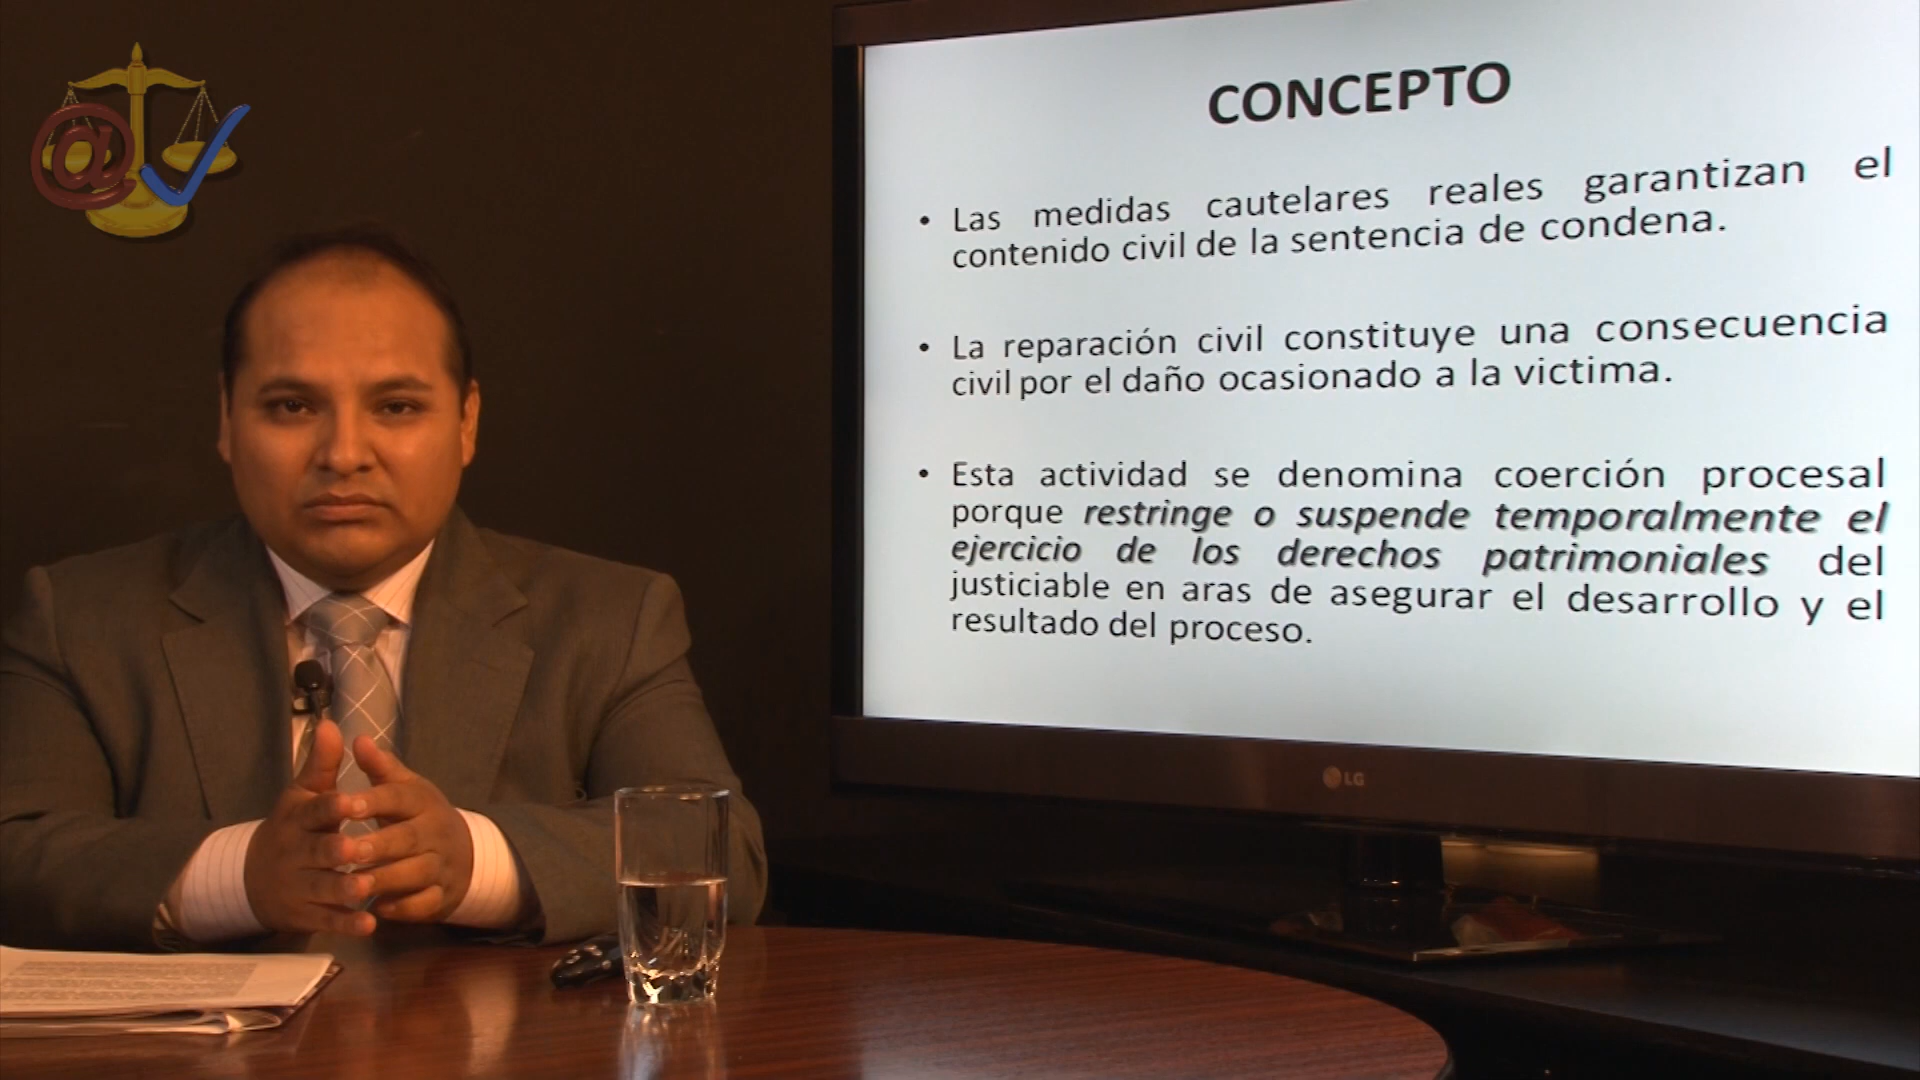 CONCEPTO
• Las medidas cautelares reales garantizan el
contenido civil de la sentencia de condena.
• La reparación civil constituye una consecuencia
civil por el daño ocasionado a la victima.
• Esta actividad se denomina coerción procesal
porque restringe o suspende temporalmente el
ejercicio de los derechos patrimoniales del
justiciable en aras de asegurar el desarrollo y el
resultado del proceso.
LG
@